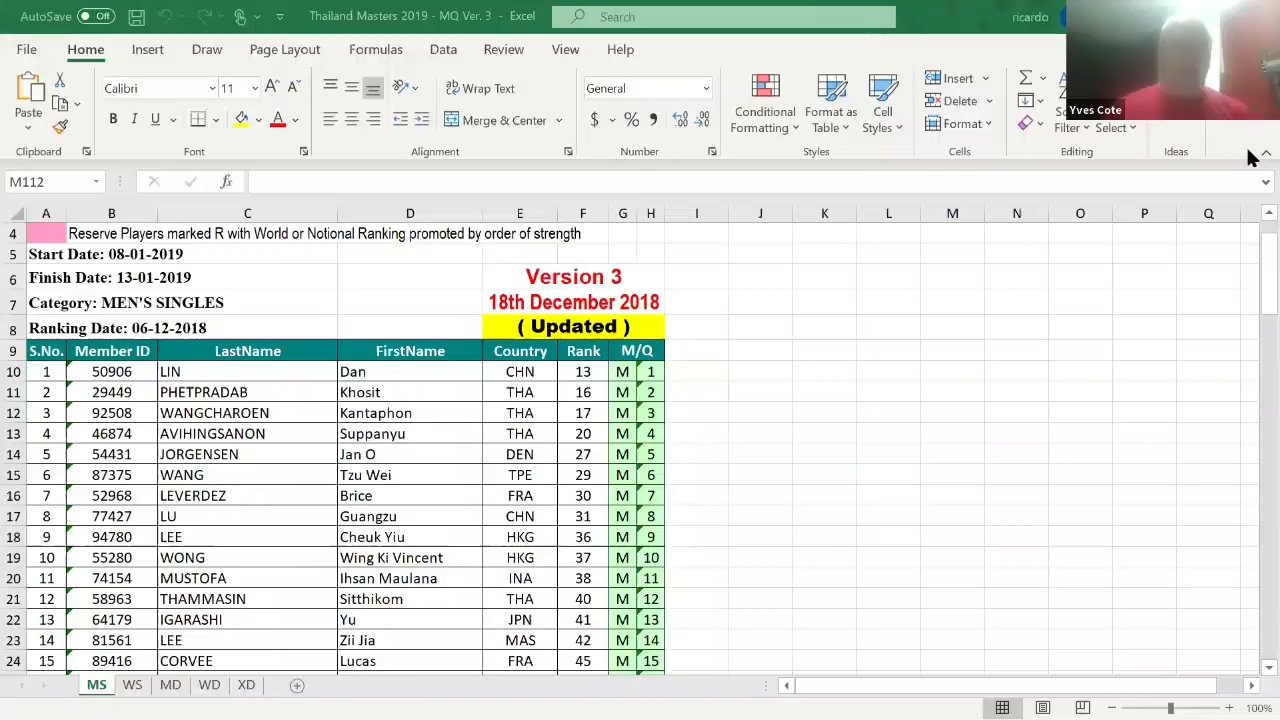 AutoSave Off Thailand Masters 2019 - MQ Ver. 3 - Excel Search ricardo
File Home Insert Draw Page Layout Formulas Data Review View Help
Calibri 11 Wrap Text General Insert
Paste Conditional Format as Cell Delete Yves Cote
B I U Merge & Center $ % Formatting Table Styles Format Filter Select
Clipboard Font Alignment Number Styles Cells Editing Ideas
M112 fx
A B C D E F G H I J K L M N O P Q
4 Reserve Players marked R with World or Notional Ranking promoted by order of strength
5 Start Date: 08-01-2019
6 Finish Date: 13-01-2019 Version 3
7 Category: MEN'S SINGLES 18th December 2018
8 Ranking Date: 06-12-2018 ( Updated )
9 S.No. Member ID LastName FirstName Country Rank M/Q
10 1 50906 LIN Dan CHN 13 M 1
11 2 29449 PHETPRADAB Khosit THA 16 M 2
12 3 92508 WANGCHAROEN Kantaphon THA 17 M 3
13 4 46874 AVIHINGSANON Suppanyu THA 20 M 4
14 5 54431 JORGENSEN Jan O DEN 27 M 5
15 6 87375 WANG Tzu Wei TPE 29 M 6
16 7 52968 LEVERDEZ Brice FRA 30 M 7
17 8 77427 LU Guangzu CHN 31 M 8
18 9 94780 LEE Cheuk Yiu HKG 36 M 9
19 10 55280 WONG Wing Ki Vincent HKG 37 M 10
20 11 74154 MUSTOFA Ihsan Maulana INA 38 M 11
21 12 58963 THAMMASIN Sitthikom THA 40 M 12
22 13 64179 IGARASHI Yu JPN 41 M 13
23 14 81561 LEE Zii Jia MAS 42 M 14
24 15 89416 CORVEE Lucas FRA 45 M 15
MS WS MD WD XD
100%